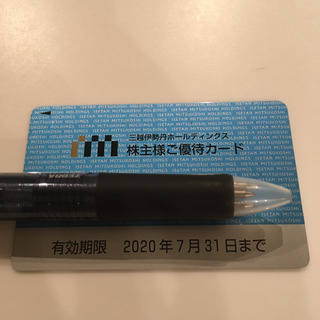 三越伊勢丹ホールディングス
株主様ご優待カード
有効期限 2020年7月31日まで